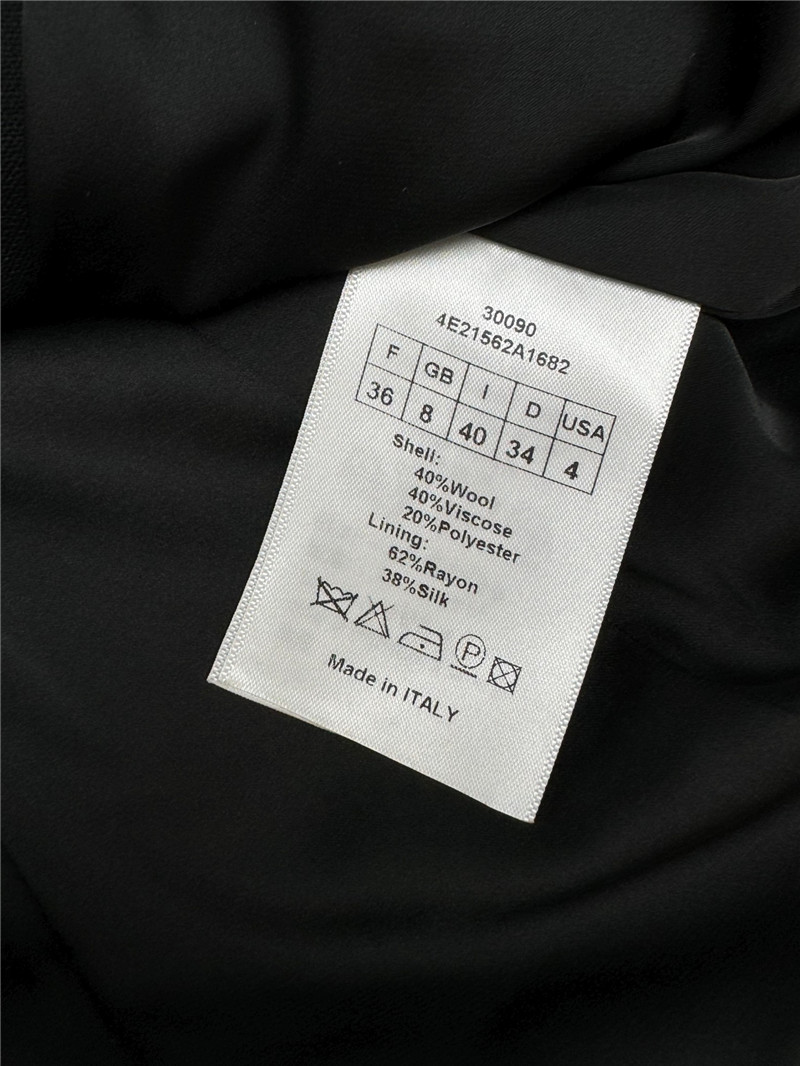 30090
4E21562A1682
F GB I D USA
36 8 40 34 4
Shell:
40%Wool
40%Viscose
20%Polyester
Lining:
62%Rayon
38%Silk
P
Made in ITALY